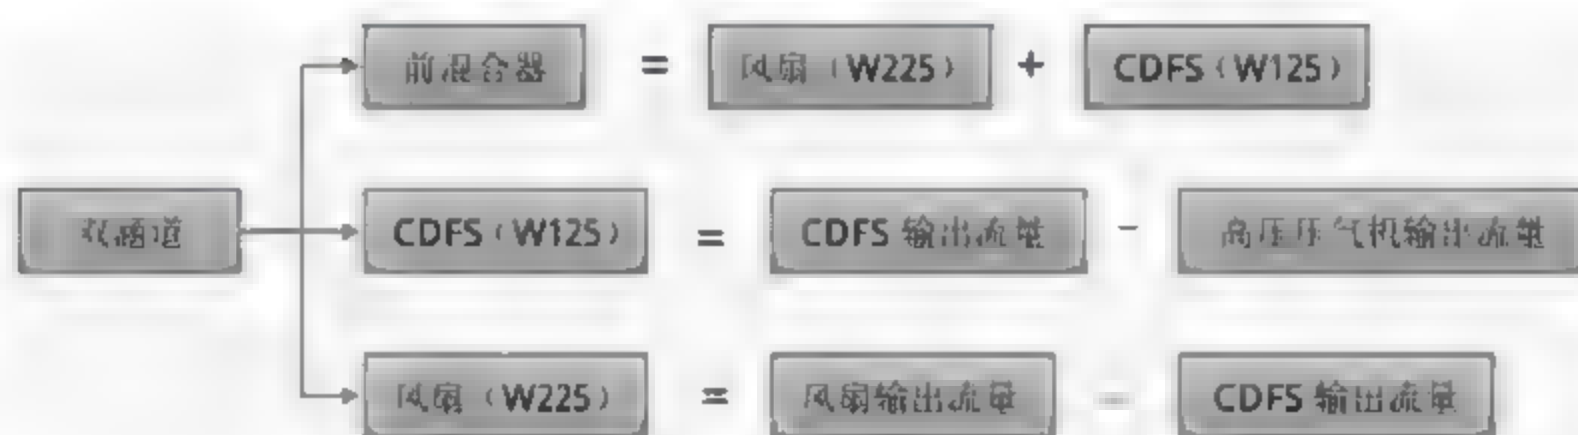 前混合器 = 风扇（W225） + CDFS（W125）
双通道 CDFS（W125） = CDFS 输出流量 - 高压压气机输出流量
风扇（W225） = 风扇输出流量 - CDFS 输出流量